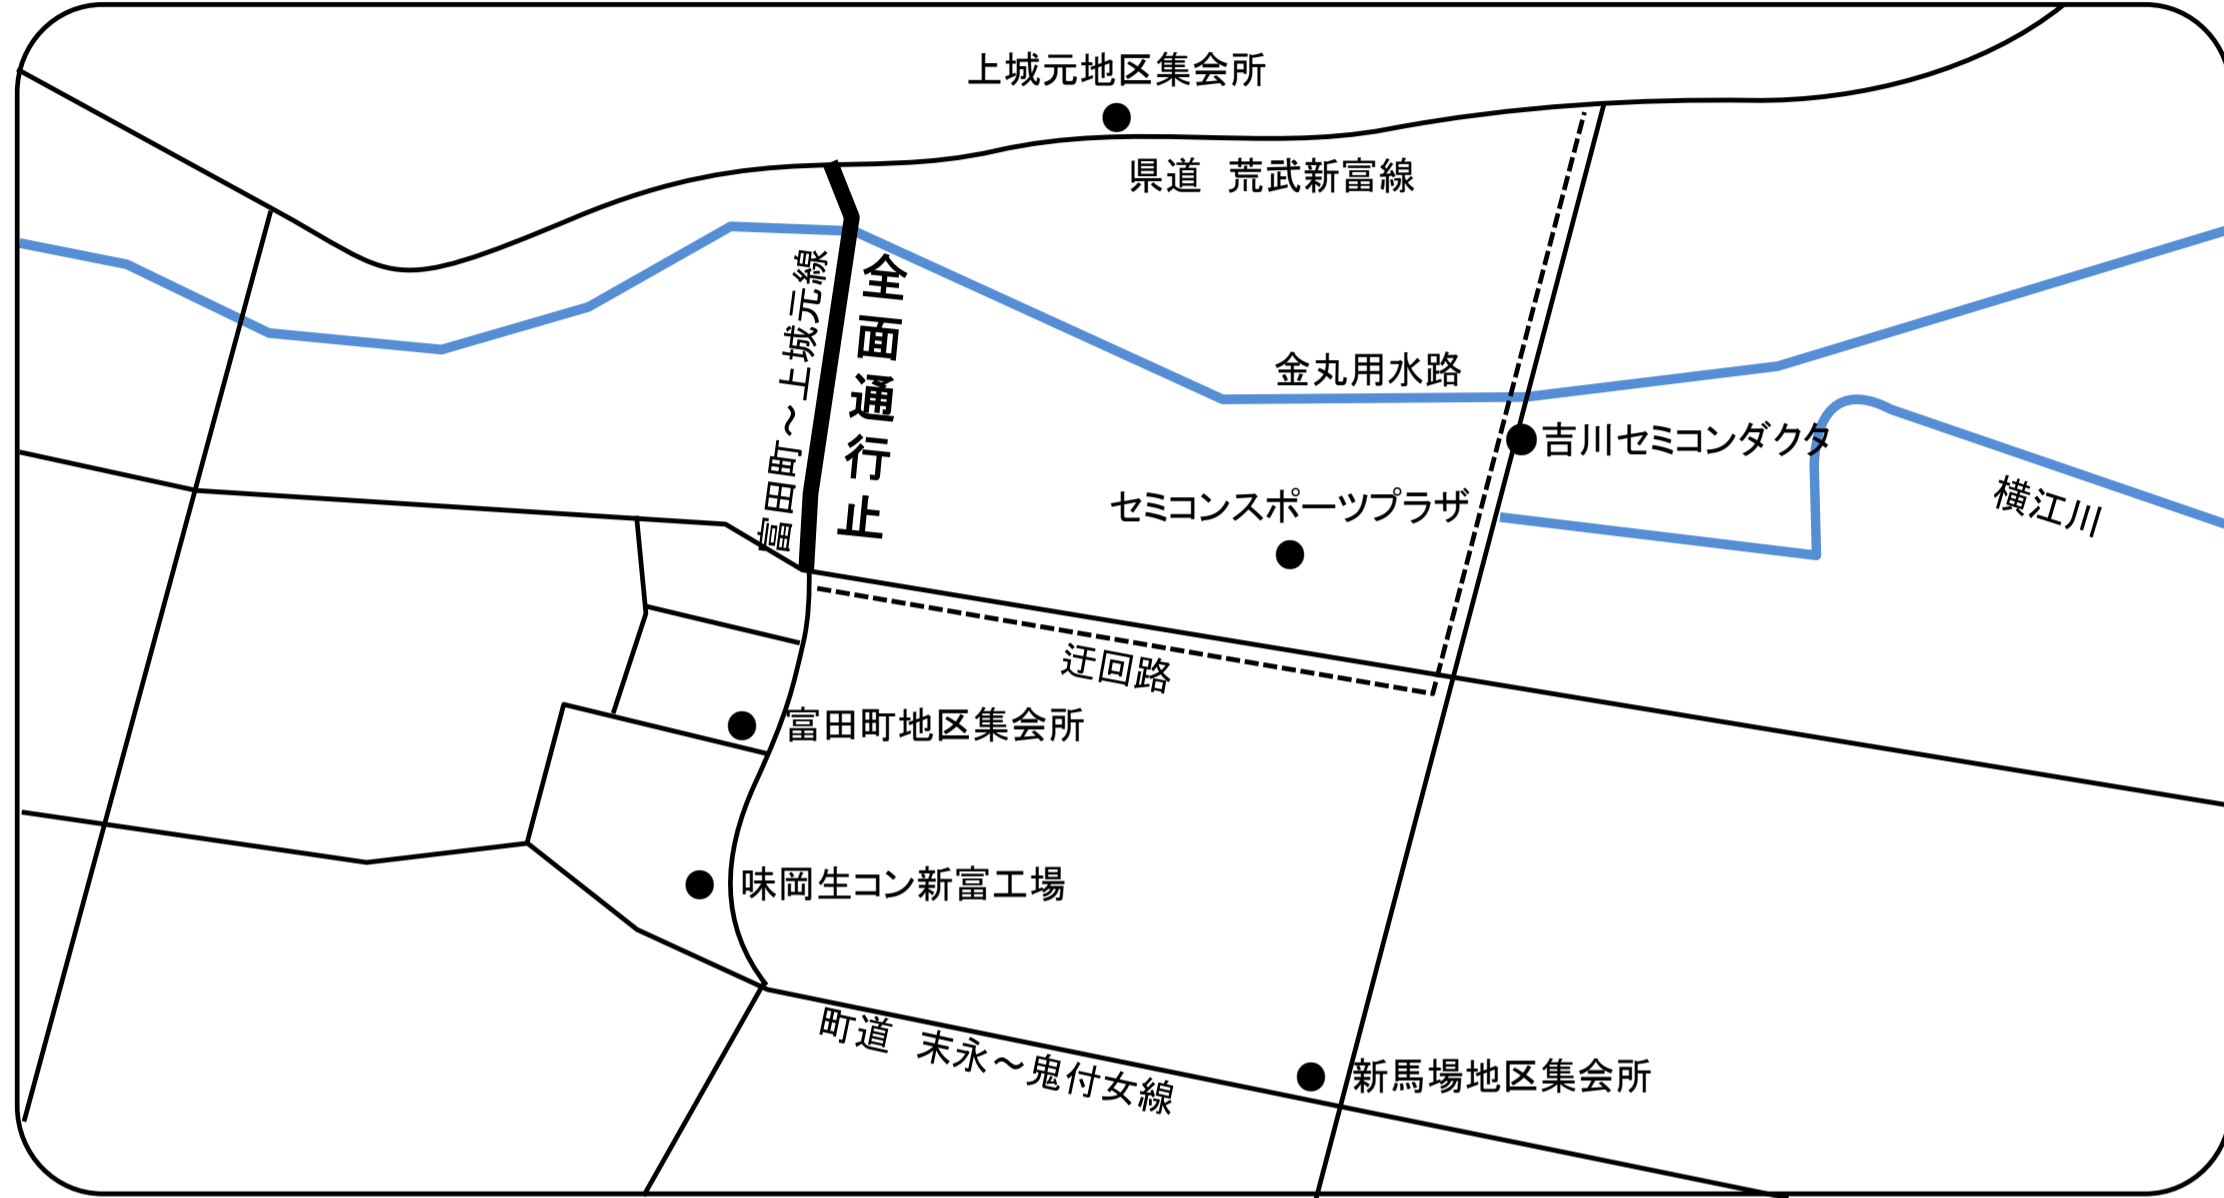 上城元地区集会所
県道　荒武新富線
富田町～上城元線
全面通行止
金丸用水路
吉川セミコンダクタ
セミコンスポーツプラザ
横江川
迂回路
富田町地区集会所
味岡生コン新富工場
町道　末永～鬼付女線
新馬場地区集会所